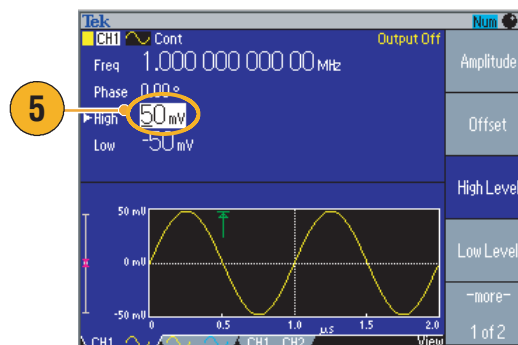 Tek Num
CH1 Cont Output Off
Freq 1.000 000 000 00 MHz
Amplitude
Phase 0.00 °
5
High 50 mV
Offset
Low -50 mV
High Level
50 mV
Low Level
0 mV
-more-
-50 mV
0 0.5 1.0 µs 1.5 2.0
1 of 2
CH1 CH1 CH2 View